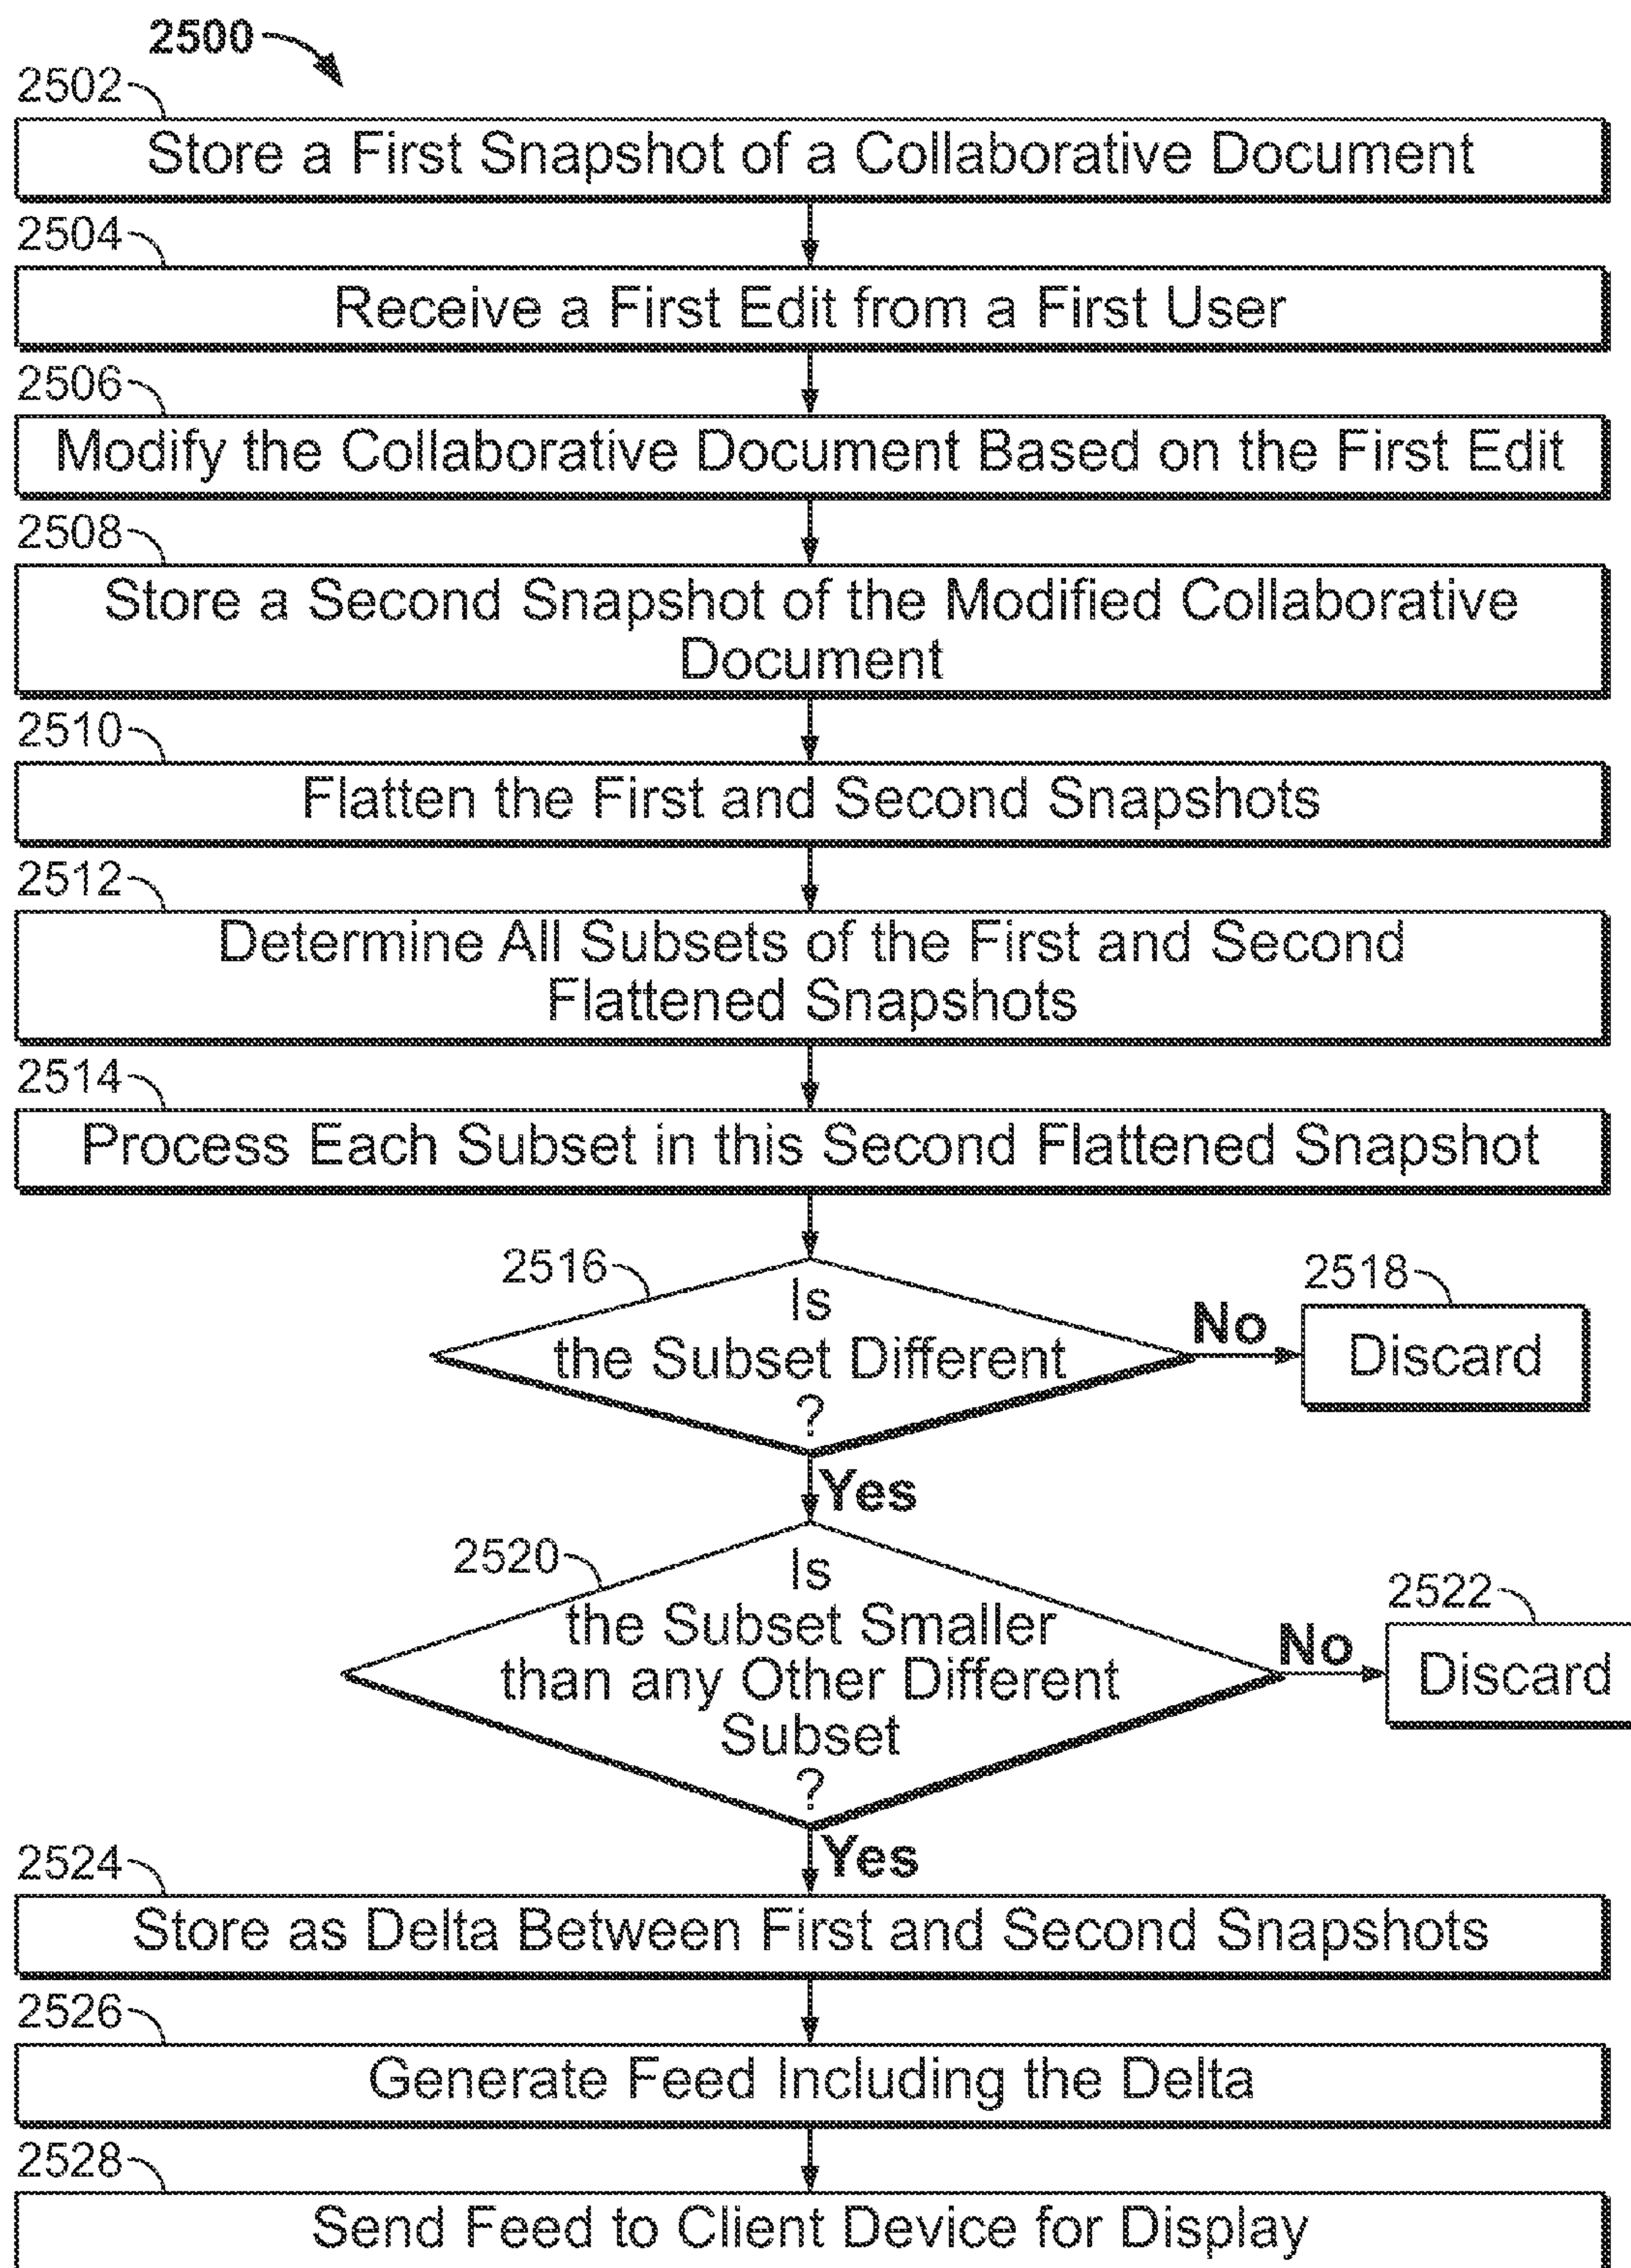 2500
2502
Store a First Snapshot of a Collaborative Document
2504
Receive a First Edit from a First User
2506
Modify the Collaborative Document Based on the First Edit
2508
Store a Second Snapshot of the Modified Collaborative
Document
2510
Flatten the First and Second Snapshots
2512
Determine All Subsets of the First and Second
Flattened Snapshots
2514
Process Each Subset in this Second Flattened Snapshot
2516
Is
the Subset Different
?
No
2518
Discard
Yes
2520
Is
the Subset Smaller
than any Other Different
Subset
?
No
2522
Discard
Yes
2524
Store as Delta Between First and Second Snapshots
2526
Generate Feed Including the Delta
2528
Send Feed to Client Device for Display